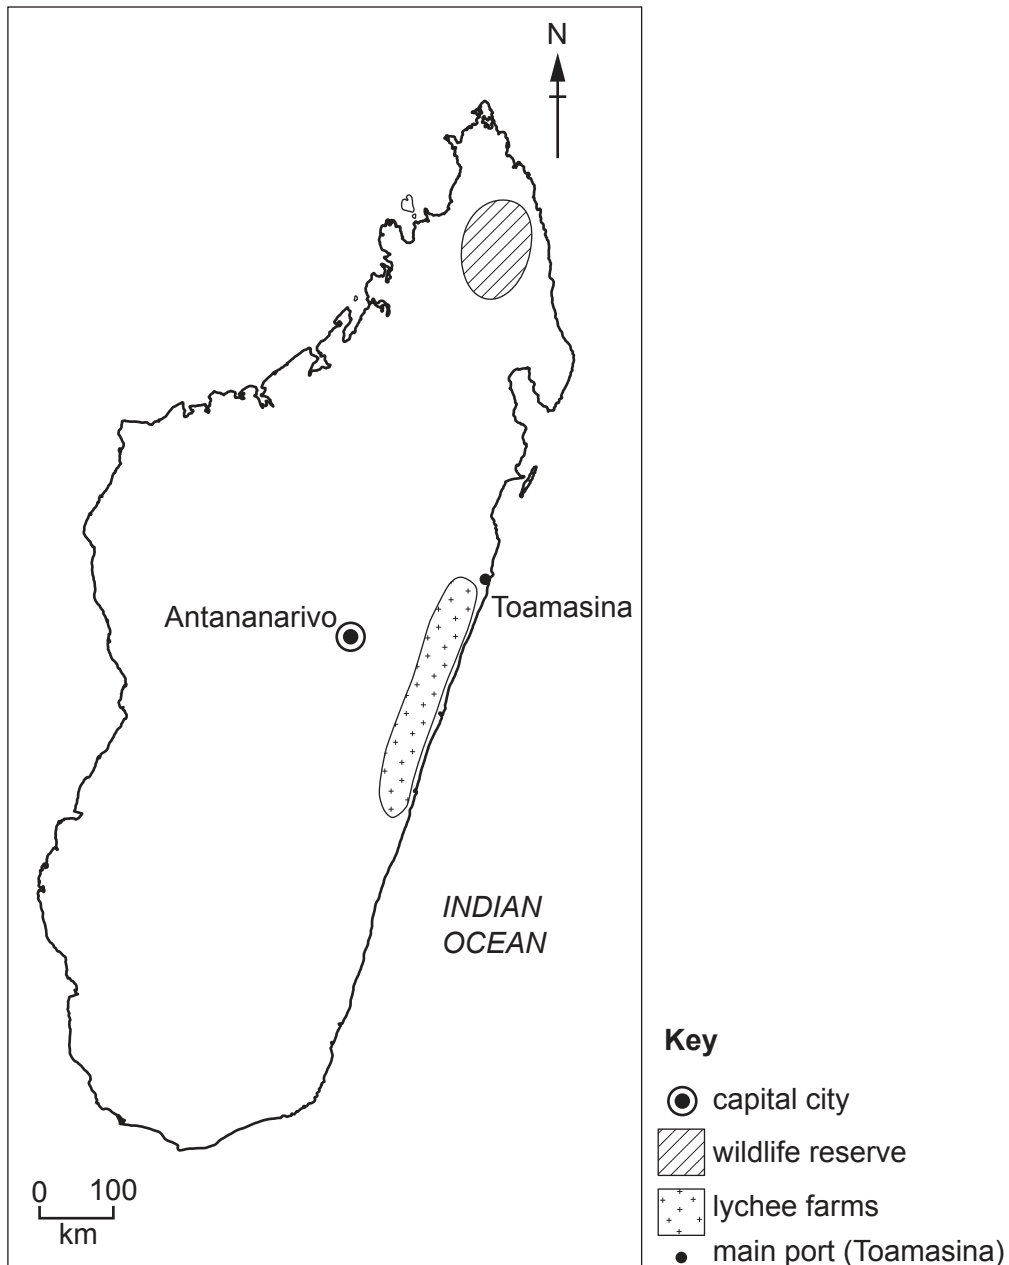 N
Antananarivo
Toamasina
INDIAN
OCEAN
0 100
km
Key
capital city
wildlife reserve
lychee farms
main port (Toamasina)